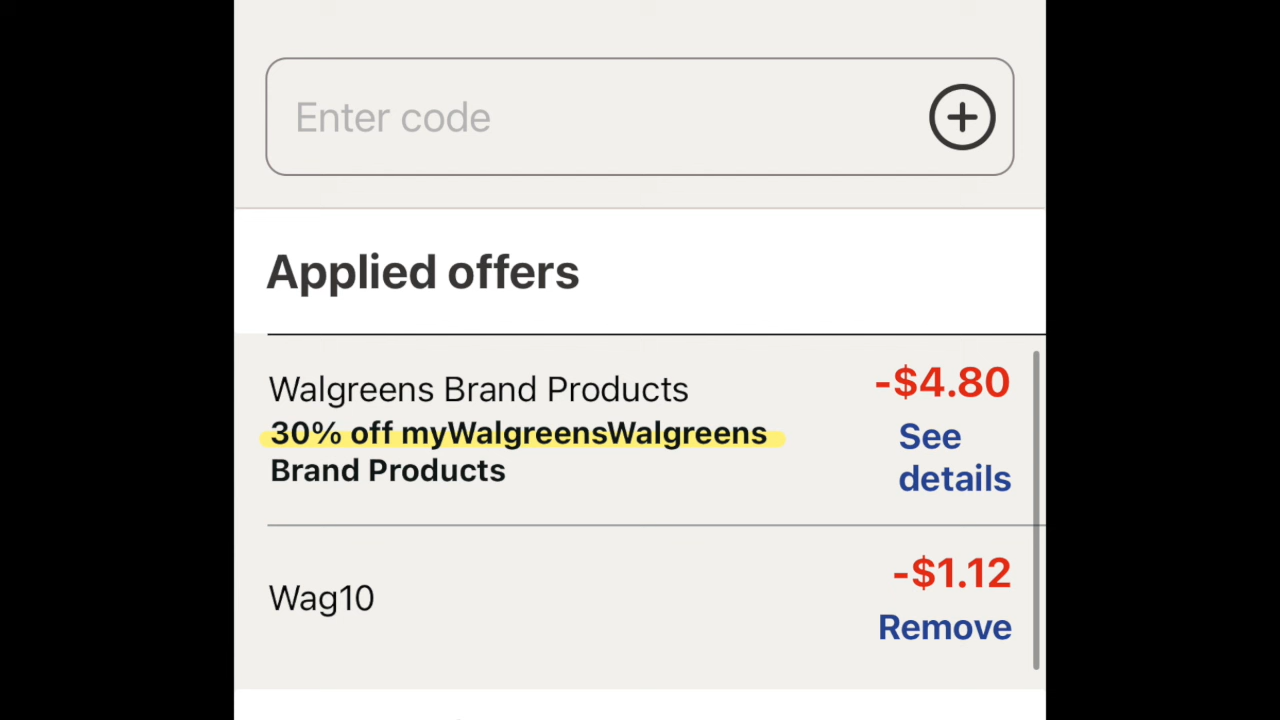 Enter code
Applied offers
Walgreens Brand Products
-$4.80
30% off myWalgreensWalgreens
Brand Products
See
details
Wag10
-$1.12
Remove